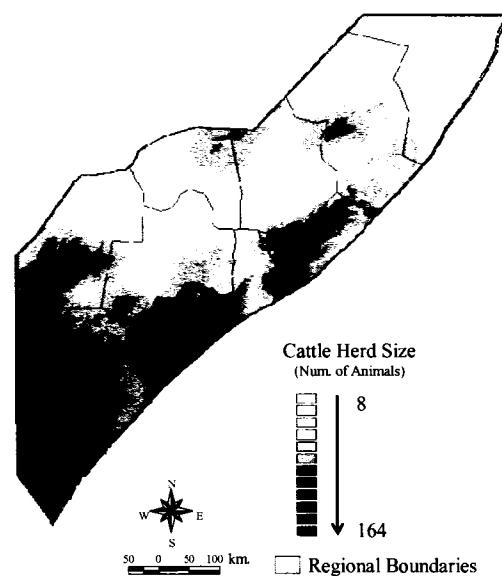 Cattle Herd Size
(Num. of Animals)
8
164
N
W E
S
50 0 50 100 km.
Regional Boundaries